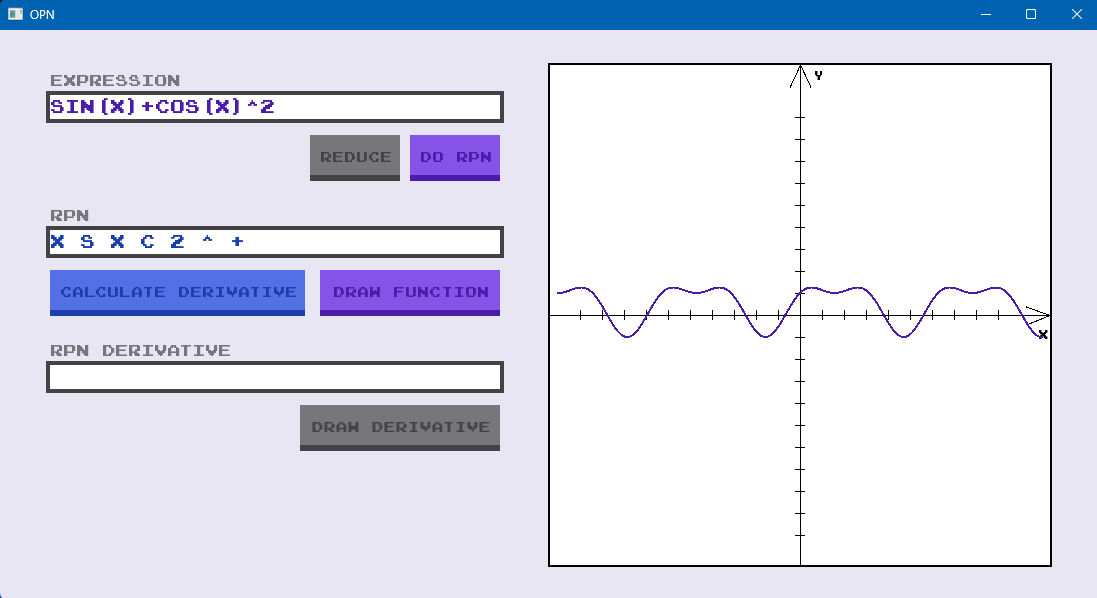 OPN
EXPRESSION
SIN(X)+COS(X)^2
REDUCE DO RPN
RPN
X S X C 2 ^ +
CALCULATE DERIVATIVE DRAW FUNCTION
RPN DERIVATIVE
DRAW DERIVATIVE
Y
X